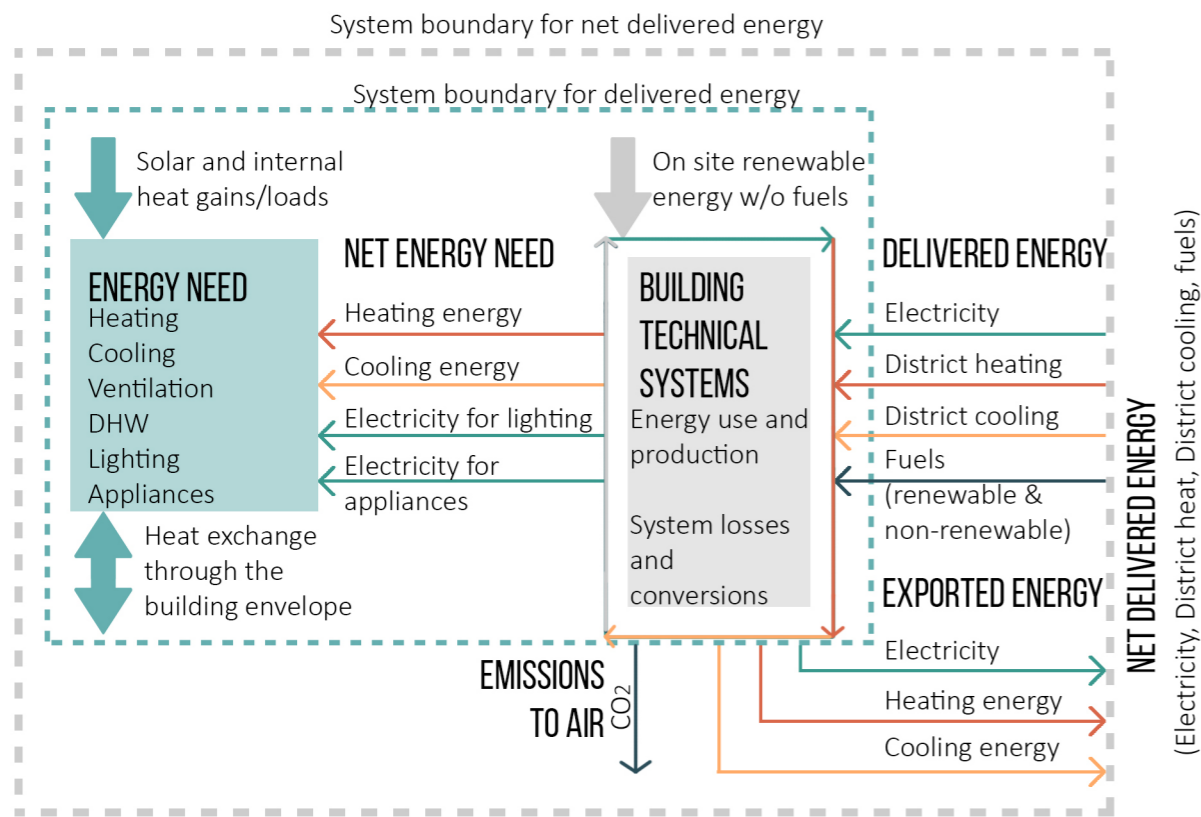 System boundary for net delivered energy
System boundary for delivered energy
Solar and internal
heat gains/loads
On site renewable
energy w/o fuels
ENERGY NEED
Heating
Cooling
Ventilation
DHW
Lighting
Appliances
NET ENERGY NEED
Heating energy
Cooling energy
Electricity for lighting
Electricity for
appliances
BUILDING
TECHNICAL
SYSTEMS
Energy use and
production
System losses
and
conversions
DELIVERED ENERGY
Electricity
District heating
District cooling
Fuels
(renewable &
non-renewable)
Heat exchange
through the
building envelope
EXPORTED ENERGY
Electricity
Heating energy
Cooling energy
EMISSIONS
TO AIR
CO2
NET DELIVERED ENERGY
(Electricity, District heat, District cooling, fuels)